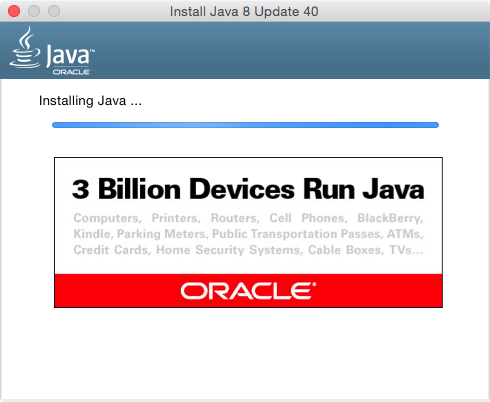 Install Java 8 Update 40
Java™
ORACLE
Installing Java ...
3 Billion Devices Run Java
Computers, Printers, Routers, Cell Phones, BlackBerry,
Kindle, Parking Meters, Public Transportation Passes, ATMs,
Credit Cards, Home Security Systems, Cable Boxes, TVs...
ORACLE®